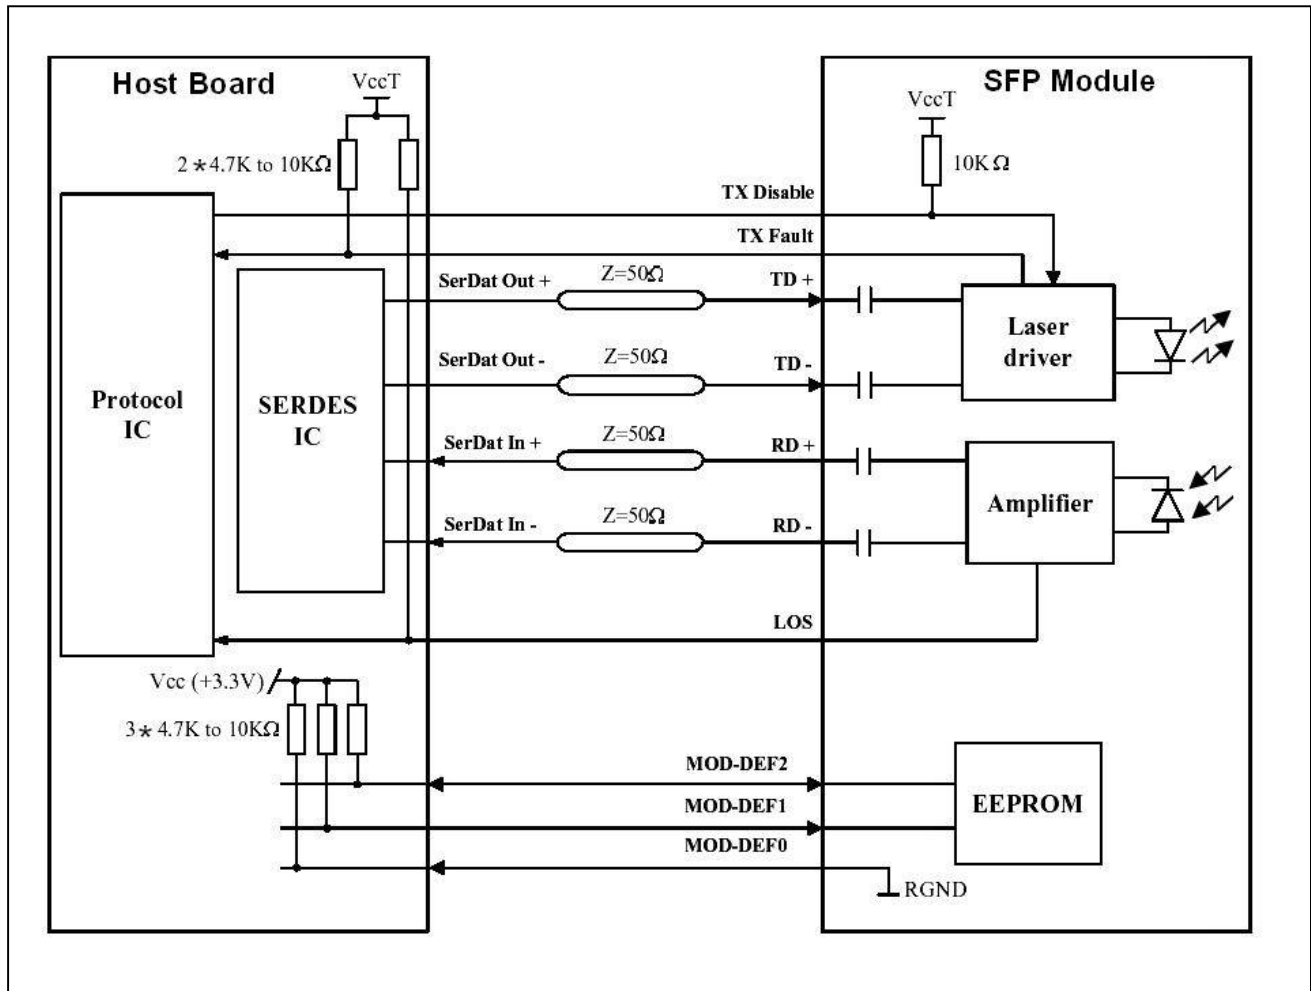 Host Board
VccT
2*4.7K to 10KΩ
SFP Module
VccT
10KΩ
TX Disable
TX Fault
SerDat Out +
Z=50Ω
TD +
SerDat Out -
Z=50Ω
TD -
Laser
driver
Protocol
IC
SERDES
IC
SerDat In +
Z=50Ω
RD +
SerDat In -
Z=50Ω
RD -
Amplifier
LOS
Vcc (+3.3V)
3*4.7K to 10KΩ
MOD-DEF2
MOD-DEF1
MOD-DEF0
EEPROM
RGND